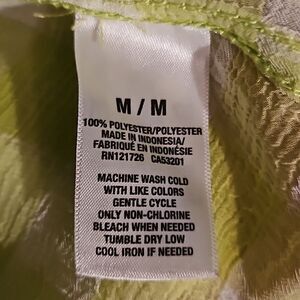 M / M
100% POLYESTER/POLYESTER
MADE IN INDONESIA/
FABRIQUÉ EN INDONÉSIE
RN121726 CA53201
MACHINE WASH COLD
WITH LIKE COLORS
GENTLE CYCLE
ONLY NON-CHLORINE
BLEACH WHEN NEEDED
TUMBLE DRY LOW
COOL IRON IF NEEDED